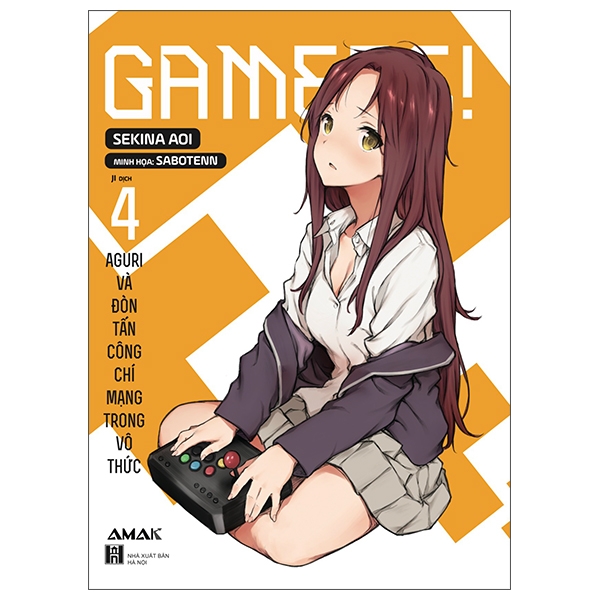 GAMERS!
SEKINA AOI
MINH HỌA: SABOTENN
JI DỊCH
4
AGURI
VÀ
ĐÒN
TẤN
CÔNG
CHÍ
MẠNG
TRONG
VÔ
THỨC
AMAK
NHÀ XUẤT BẢN
HÀ NỘI